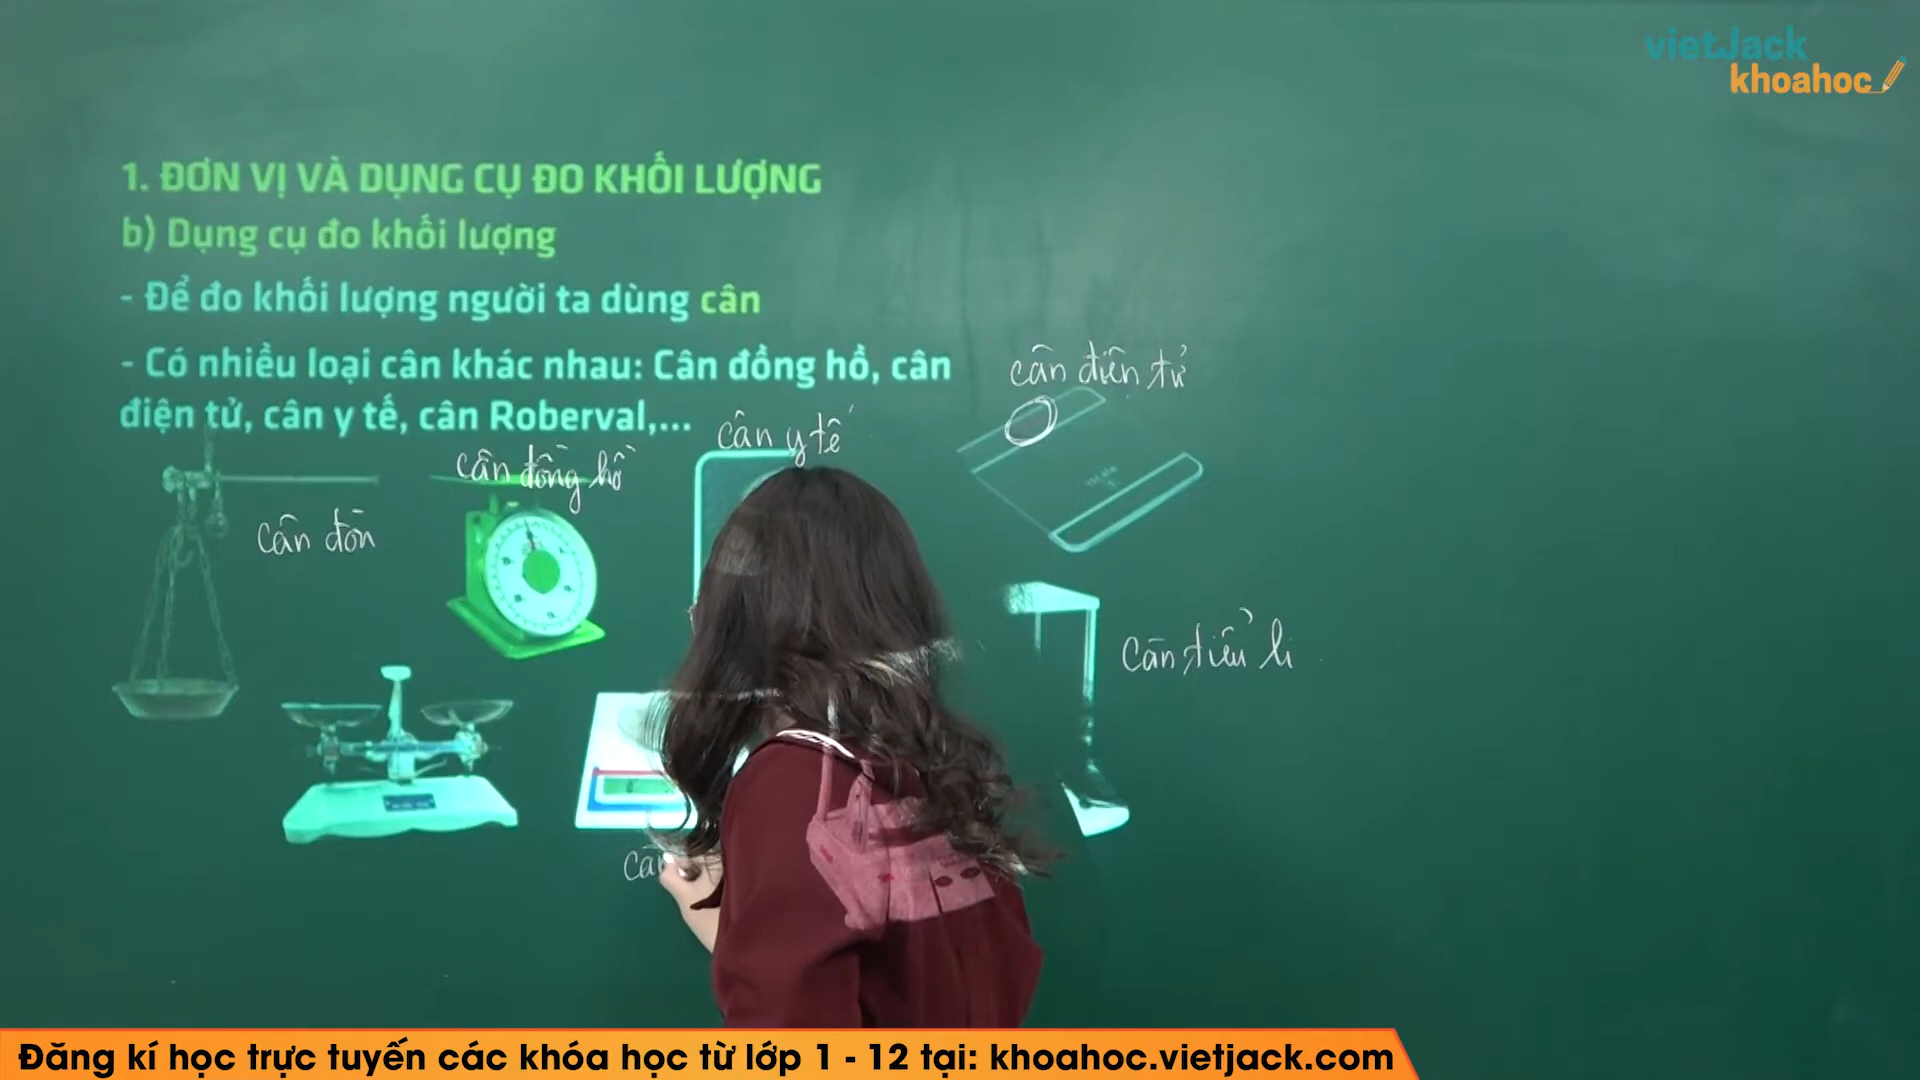 vietJack
khoahoc
1. ĐƠN VỊ VÀ DỤNG CỤ ĐO KHỐI LƯỢNG
b) Dụng cụ đo khối lượng
- Để đo khối lượng người ta dùng cân
- Có nhiều loại cân khác nhau: Cân đồng hồ, cân
điện tử, cân y tế, cân Roberval,...
cân điện tử
cân y tế
cân đồng hồ
cân đòn
cân tiểu li
Đăng kí học trực tuyến các khóa học từ lớp 1 - 12 tại: khoahoc.vietjack.com